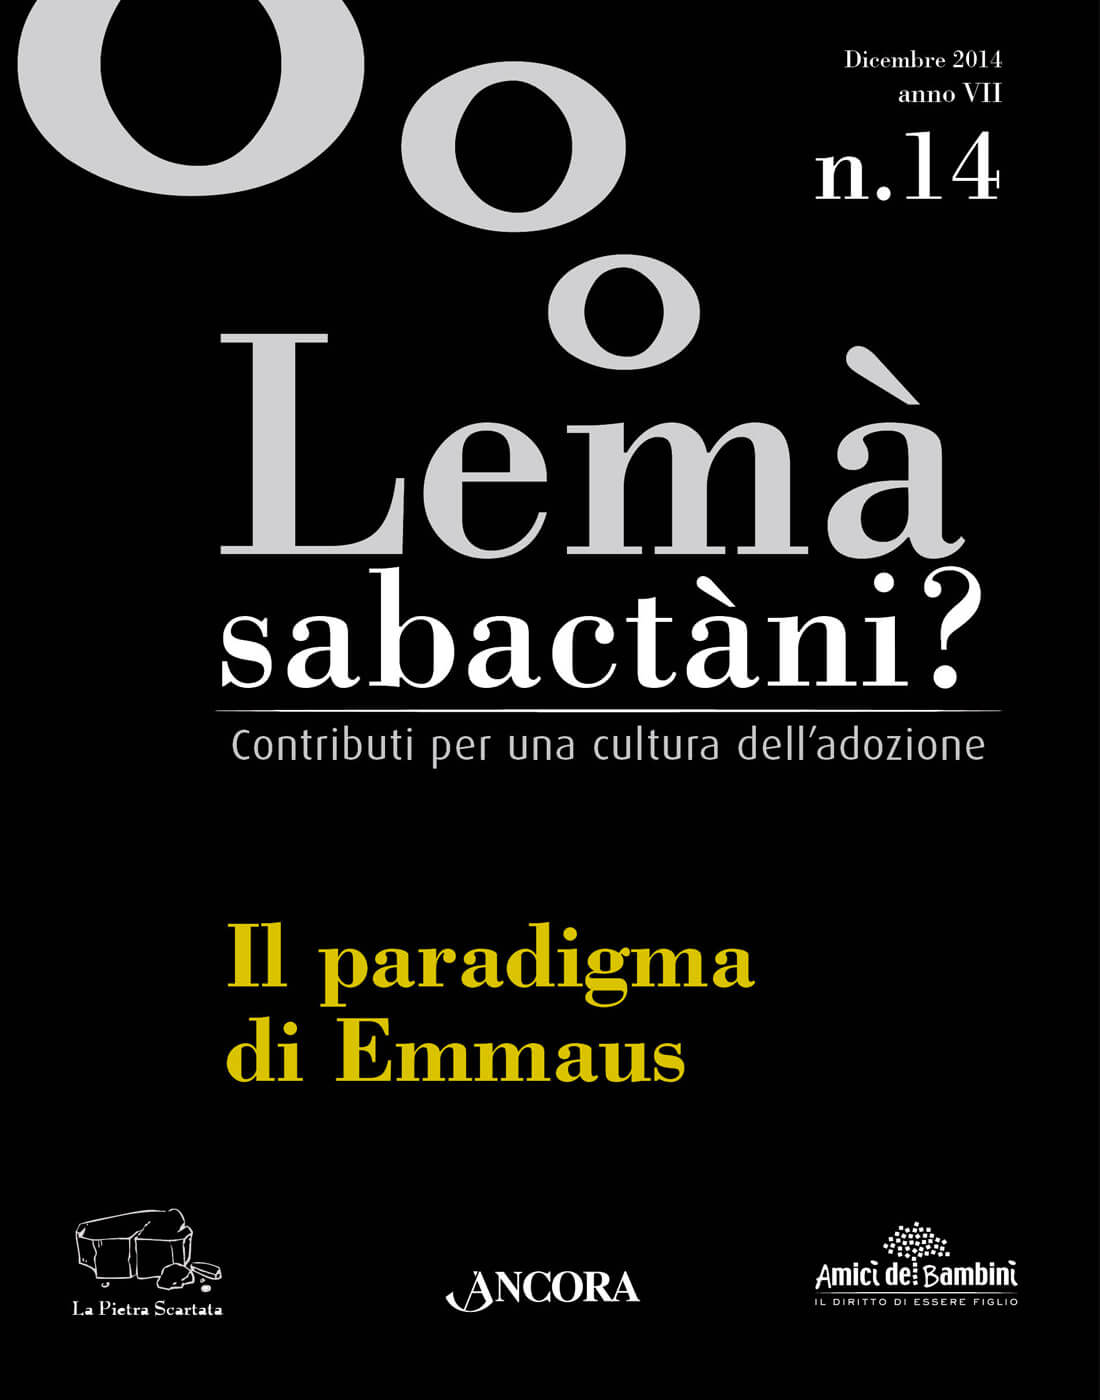 Dicembre 2014
anno VII
n.14
Lemà
sabactàni?
Contributi per una cultura dell'adozione
Il paradigma
di Emmaus
La Pietra Scartata
ÀNCORA
Amici dei Bambini
IL DIRITTO DI ESSERE FIGLIO